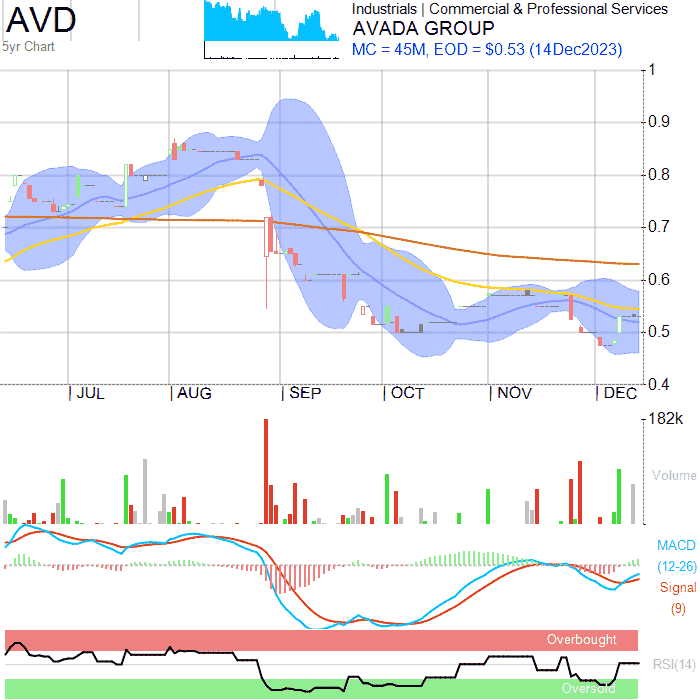 AVD
5yr Chart
Industrials | Commercial & Professional Services
AVADA GROUP
MC = 45M, EOD = $0.53 (14Dec2023)
1
0.9
0.8
0.7
0.6
0.5
0.4
JUL
AUG
SEP
OCT
NOV
DEC
182k
Volume
MACD
(12-26)
Signal
(9)
Overbought
RSI(14)
Oversold